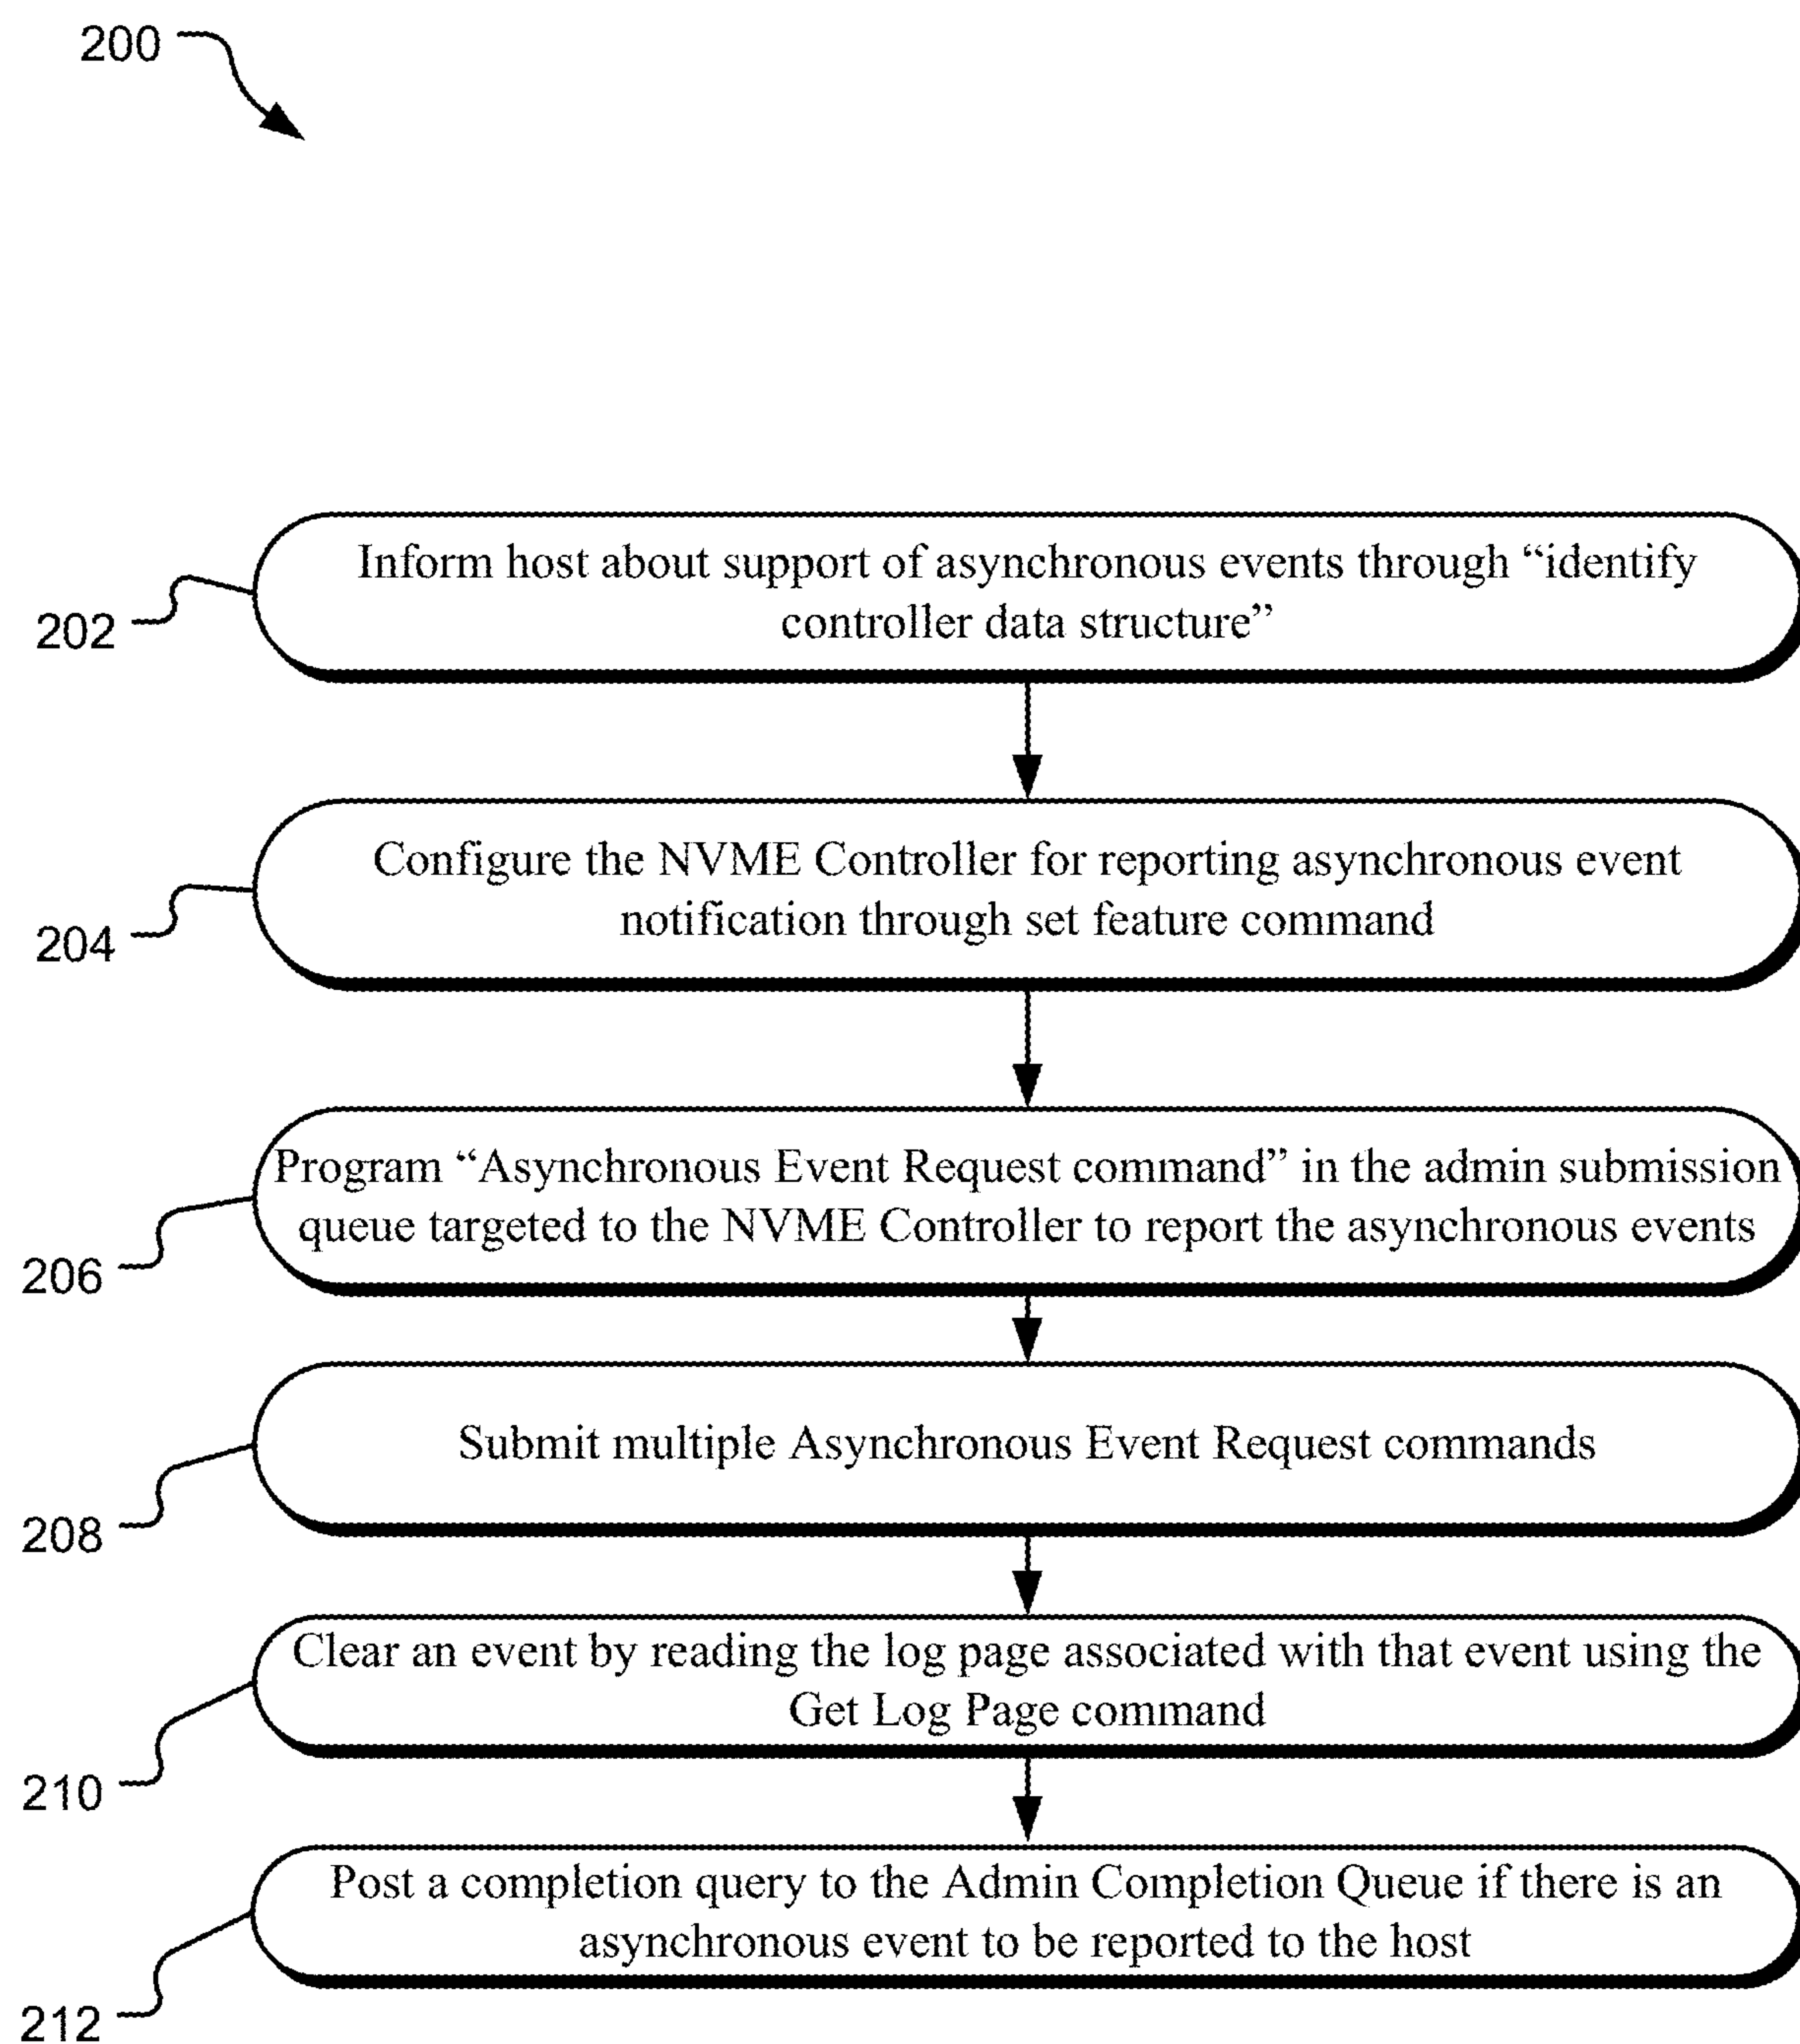 200
Inform host about support of asynchronous events through “identify
controller data structure”
202
Configure the NVME Controller for reporting asynchronous event
notification through set feature command
204
Program “Asynchronous Event Request command” in the admin submission
queue targeted to the NVME Controller to report the asynchronous events
206
Submit multiple Asynchronous Event Request commands
208
Clear an event by reading the log page associated with that event using the
Get Log Page command
210
Post a completion query to the Admin Completion Queue if there is an
asynchronous event to be reported to the host
212